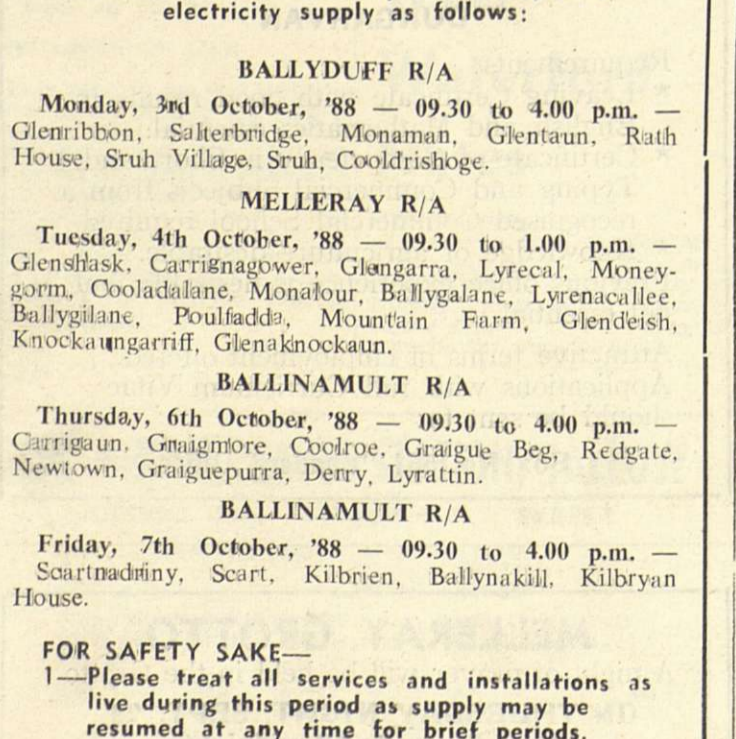 electricity supply as follows:
BALLYDUFF R/A
Monday, 3rd October, '88 — 09.30 to 4.00 p.m. —
Glenribbon, Salterbridge, Monaman, Glentaun, Rath
House, Sruh Village, Sruh, Cooldrishoge.
MELLERAY R/A
Tuesday, 4th October, '88 — 09.30 to 1.00 p.m. —
Glenshask, Carrignagower, Glengarra, Lyrecal, Money-
gorm, Cooladalane, Monalour, Ballygalane, Lyrenacallee,
Ballygilane, Poulfadda, Mountain Farm, Glendeish,
Knockaungarriff, Glenaknockaun.
BALLINAMULT R/A
Thursday, 6th October, '88 — 09.30 to 4.00 p.m. —
Carrigaun, Graigmore, Coolroe, Graigue Beg, Redgate,
Newtown, Graiguepurra, Derry, Lyrattin.
BALLINAMULT R/A
Friday, 7th October, '88 — 09.30 to 4.00 p.m. —
Scartnadriny, Scart, Kilbrien, Ballynakill, Kilbryan
House.
FOR SAFETY SAKE—
1—Please treat all services and installations as
live during this period as supply may be
resumed at any time for brief periods.